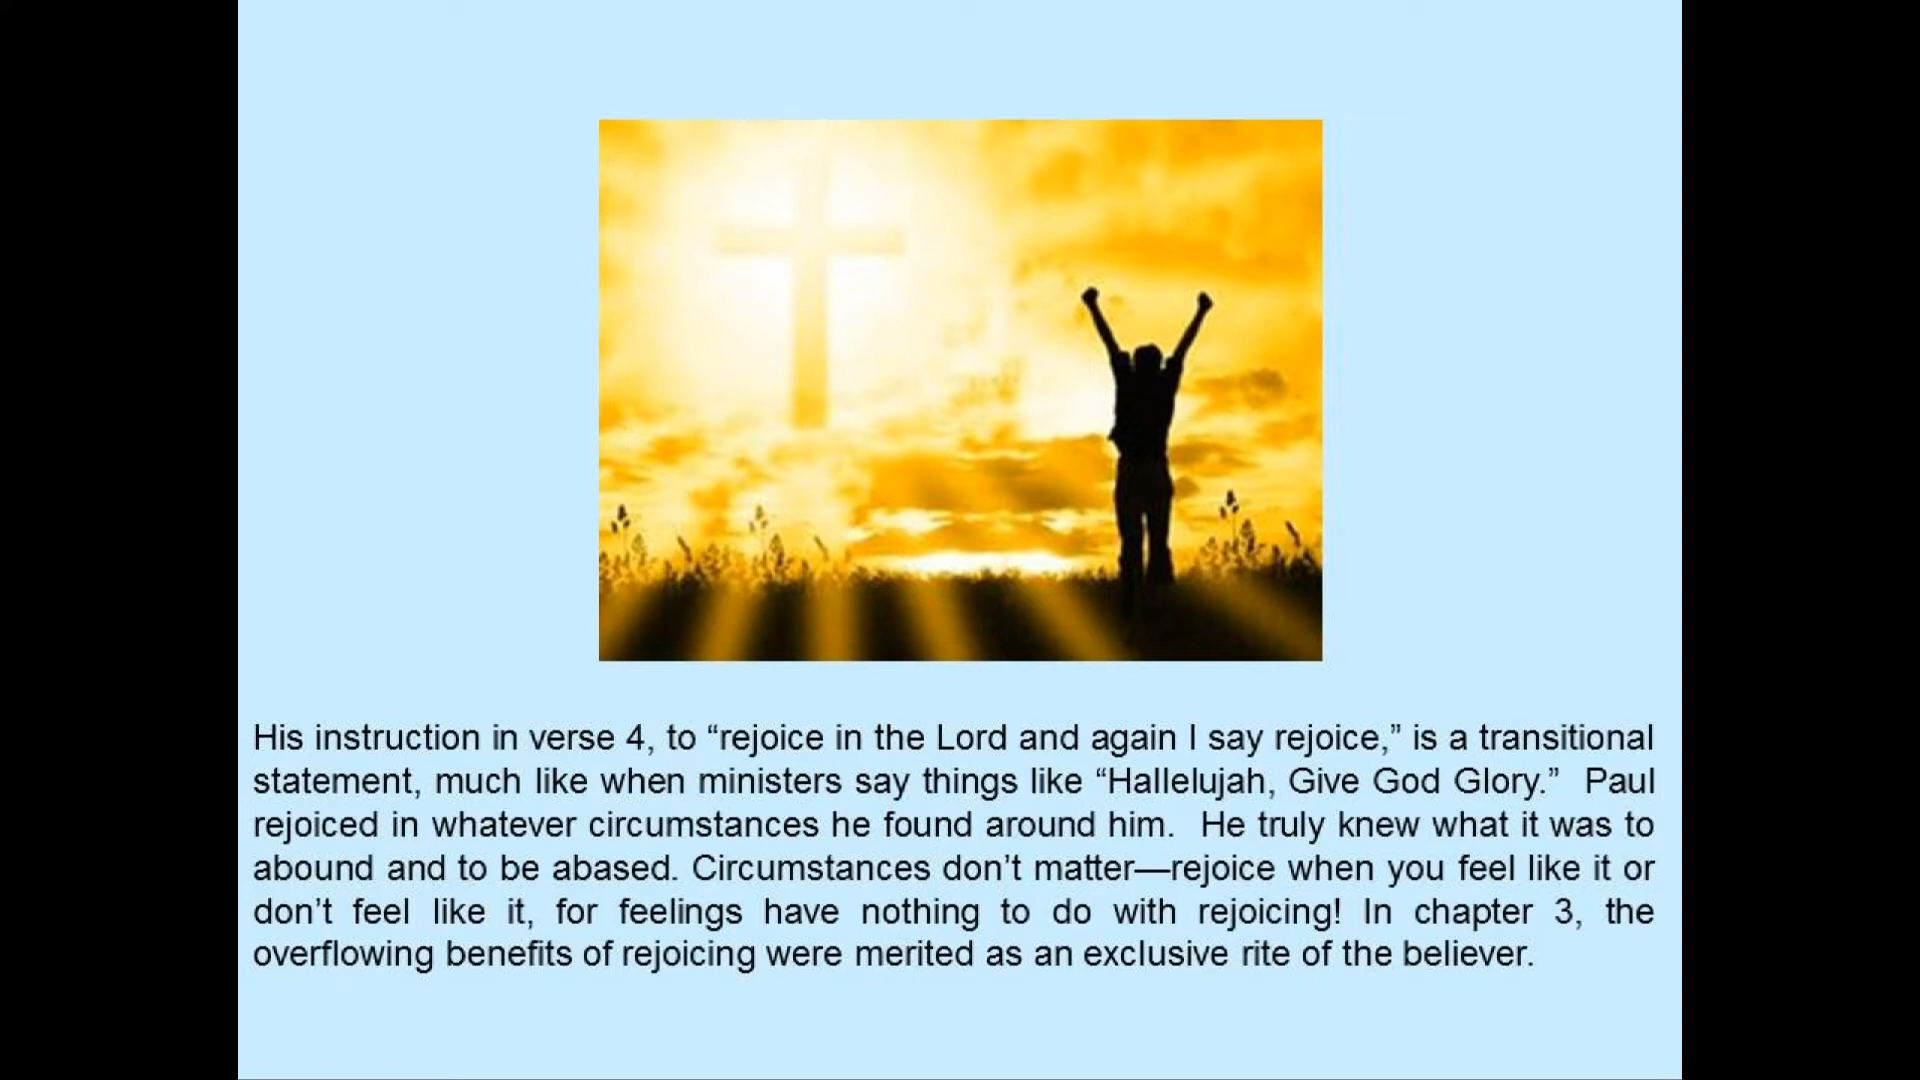 His instruction in verse 4, to “rejoice in the Lord and again I say rejoice,” is a transitional
statement, much like when ministers say things like “Hallelujah, Give God Glory.”  Paul
rejoiced in whatever circumstances he found around him.  He truly knew what it was to
abound and to be abased. Circumstances don’t matter—rejoice when you feel like it or
don’t feel like it, for feelings have nothing to do with rejoicing! In chapter 3, the
overflowing benefits of rejoicing were merited as an exclusive rite of the believer.